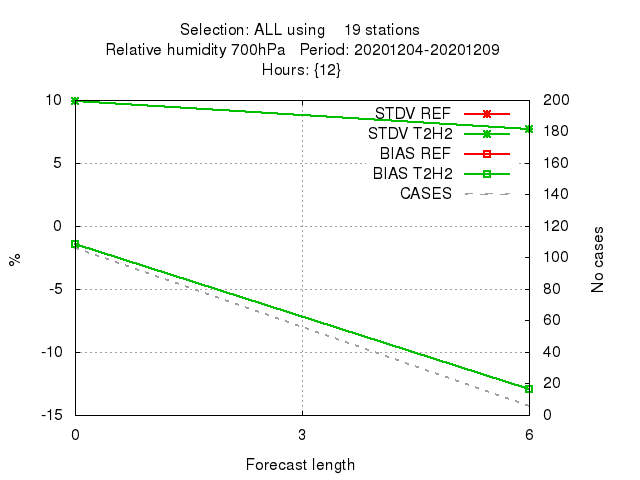 Selection: ALL using 19 stations
Relative humidity 700hPa Period: 20201204-20201209
Hours: {12}
10
5
0
-5
-10
-15
%
STDV REF
STDV T2H2
BIAS REF
BIAS T2H2
CASES
200
180
160
140
120
100
80
60
40
20
0
No cases
0
3
6
Forecast length